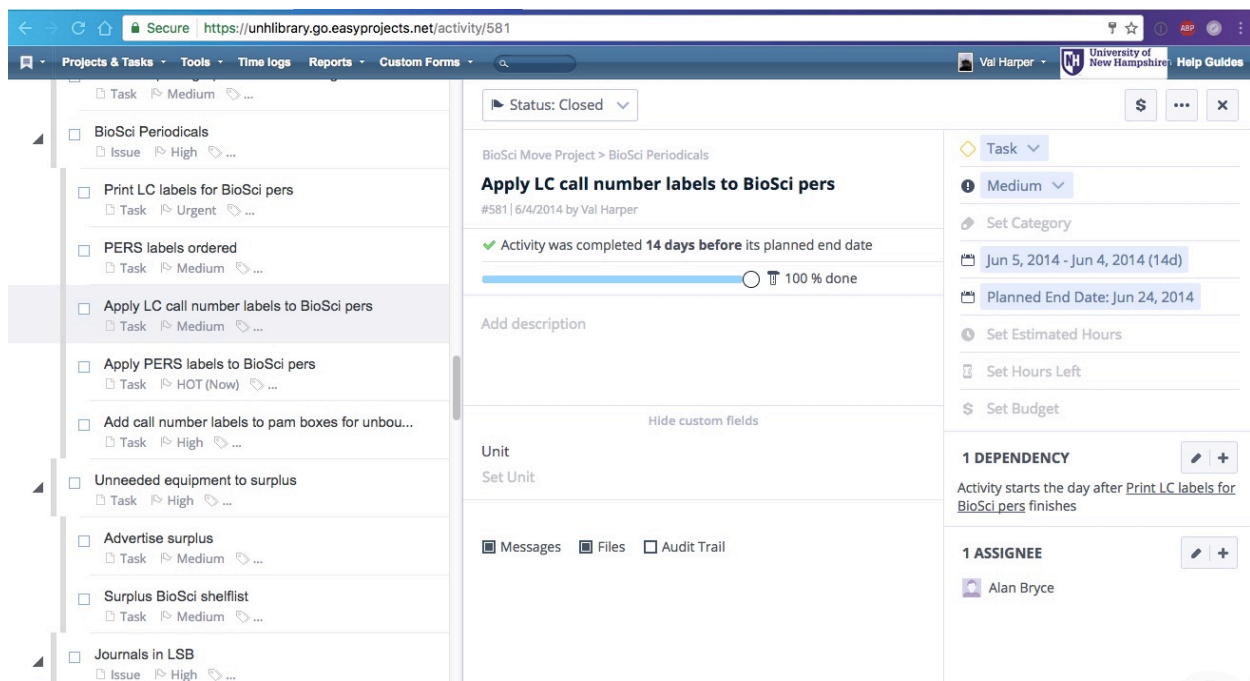 Secure https://unhlibrary.go.easyprojects.net/activity/581 ABP
Projects & Tasks Tools Time logs Reports Custom Forms Val Harper University of New Hampshire Help Guides
NH
Task Medium ...
BioSci Periodicals
Issue High ...
Print LC labels for BioSci pers
Task Urgent ...
PERS labels ordered
Task Medium ...
Apply LC call number labels to BioSci pers
Task Medium ...
Apply PERS labels to BioSci pers
Task HOT (Now) ...
Add call number labels to pam boxes for unbou...
Task High ...
Unneeded equipment to surplus
Task High ...
Advertise surplus
Task Medium ...
Surplus BioSci shelflist
Task Medium ...
Journals in LSB
Issue High ...
Status: Closed
$ ...
BioSci Move Project > BioSci Periodicals
Apply LC call number labels to BioSci pers
#581 | 6/4/2014 by Val Harper
Activity was completed 14 days before its planned end date
100 % done
Add description
Hide custom fields
Unit
Set Unit
Messages Files Audit Trail
Task
Medium
Set Category
Jun 5, 2014 - Jun 4, 2014 (14d)
Planned End Date: Jun 24, 2014
Set Estimated Hours
Set Hours Left
$ Set Budget
1 DEPENDENCY
Activity starts the day after Print LC labels for
BioSci pers finishes
1 ASSIGNEE
Alan Bryce